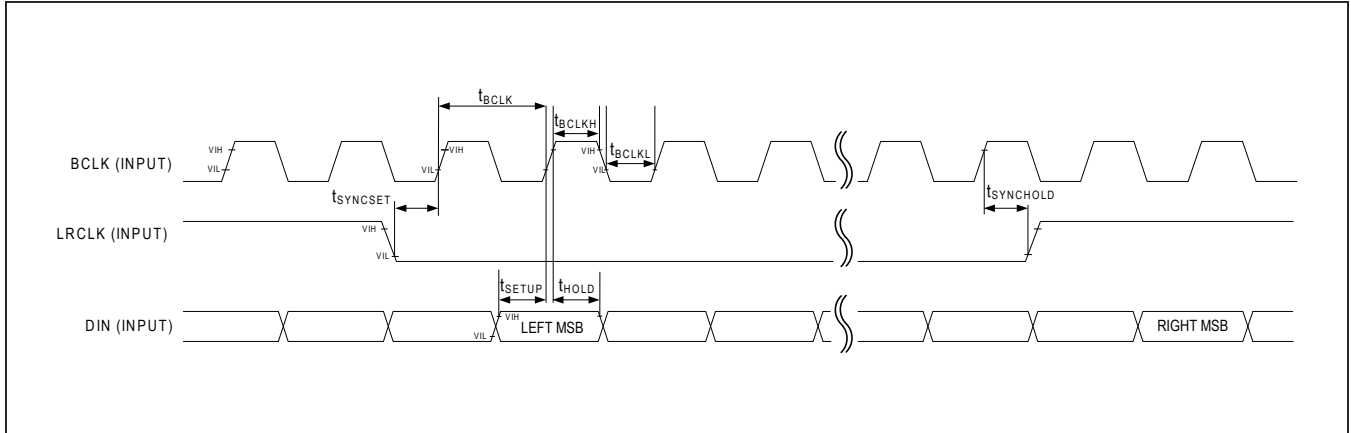 tBCLK
tBCLKH
tBCLKL
BCLK (INPUT)
VIH
VIL
VIH
VIL
VIH
VIL
tSYNCSET
tSYNCHOLD
LRCLK (INPUT)
VIH
VIL
tSETUP
tHOLD
DIN (INPUT)
VIH
VIL
LEFT MSB
RIGHT MSB